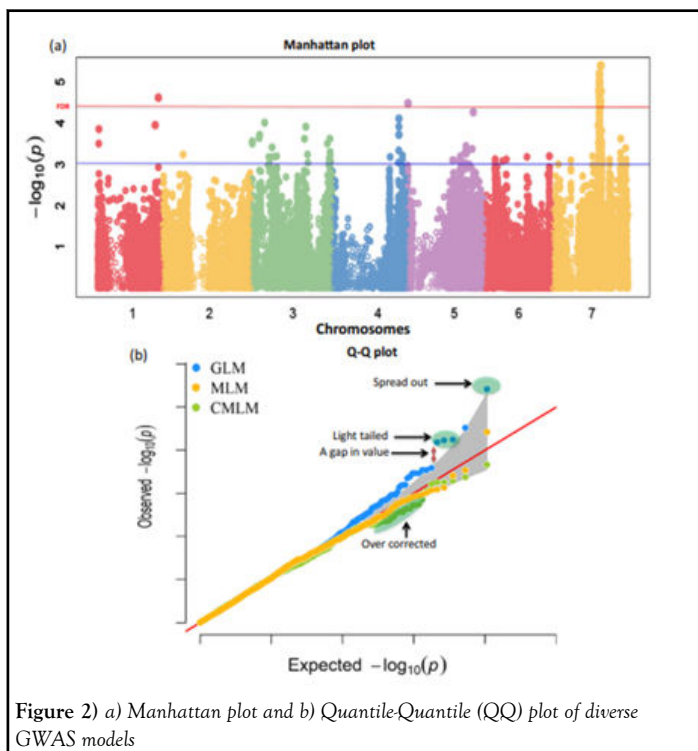 (a)
Manhattan plot
5
FDR
4
3
2
1
−log10(p)
1 2 3 4 5 6 7
Chromosomes
(b)
Q-Q plot
GLM
MLM
CMLM
Spread out
Light tailed
A gap in value
Over corrected
Observed −log10(p)
Expected −log10(p)
Figure 2) a) Manhattan plot and b) Quantile-Quantile (QQ) plot of diverse
GWAS models